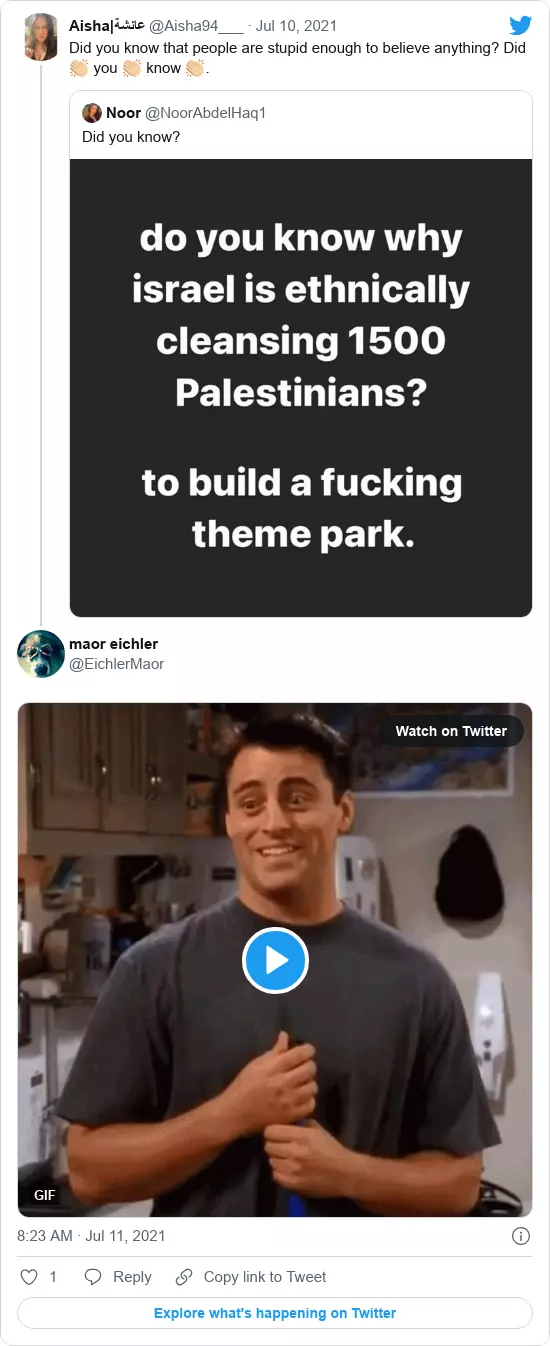 Aisha|عائشة @Aisha94___ · Jul 10, 2021
Did you know that people are stupid enough to believe anything? Did
👏🏼 you 👏🏼 know 👏🏼.
Noor @NoorAbdelHaq1
Did you know?
do you know why
israel is ethnically
cleansing 1500
Palestinians?
to build a fucking
theme park.
maor eichler
@EichlerMaor
Watch on Twitter
GIF
8:23 AM · Jul 11, 2021
1 Reply Copy link to Tweet
Explore what's happening on Twitter